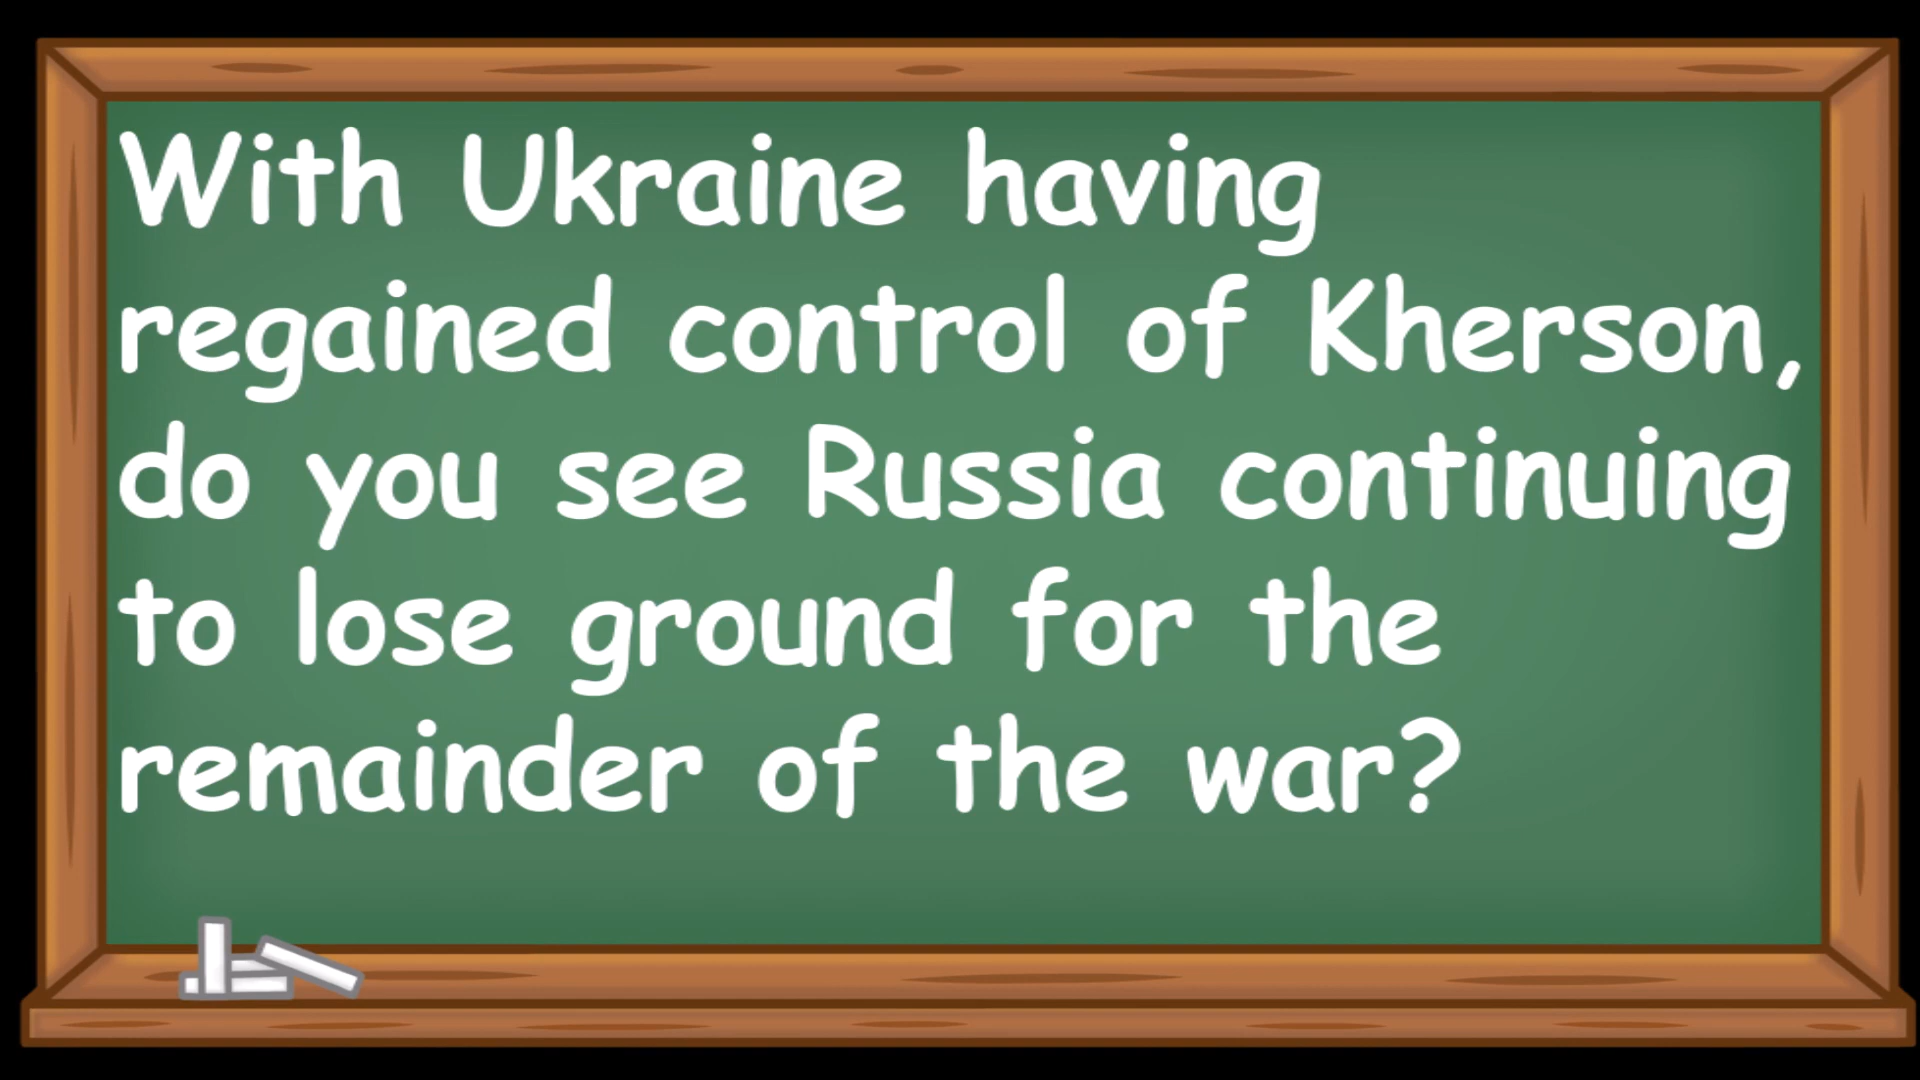 With Ukraine having
regained control of Kherson,
do you see Russia continuing
to lose ground for the
remainder of the war?